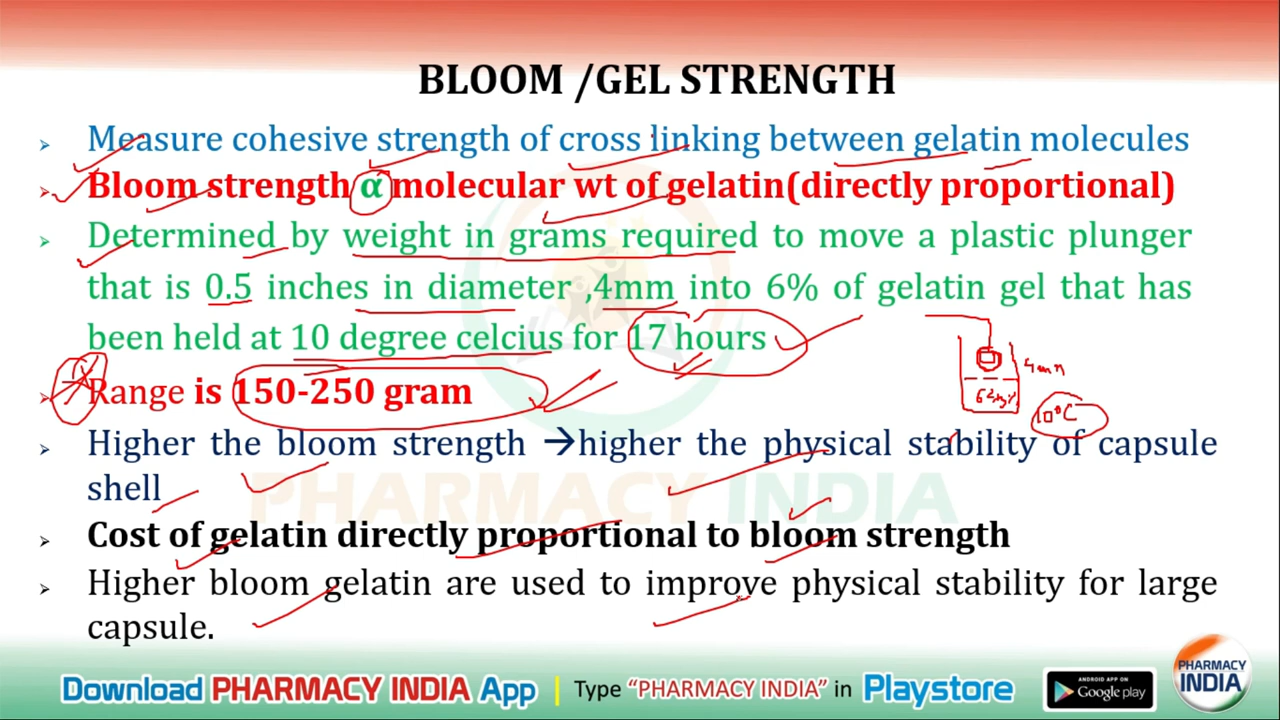 BLOOM /GEL STRENGTH
Measure cohesive strength of cross linking between gelatin molecules
Bloom strength α molecular wt of gelatin(directly proportional)
Determined by weight in grams required to move a plastic plunger
that is 0.5 inches in diameter ,4mm into 6% of gelatin gel that has
been held at 10 degree celcius for 17 hours
4mm
Range is 150-250 gram
10°C
Higher the bloom strength →higher the physical stability of capsule
shell
PHARMACY INDIA
Cost of gelatin directly proportional to bloom strength
Higher bloom gelatin are used to improve physical stability for large
capsule.
Download PHARMACY INDIA App | Type "PHARMACY INDIA" in Playstore
ANDROID APP ON
Google play
PHARMACY
INDIA